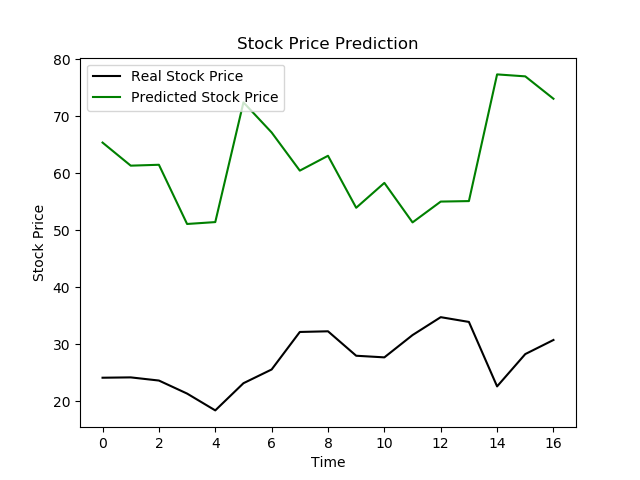 Stock Price Prediction
Real Stock Price
Predicted Stock Price
80
70
60
50
40
30
20
Stock Price
0 2 4 6 8 10 12 14 16
Time